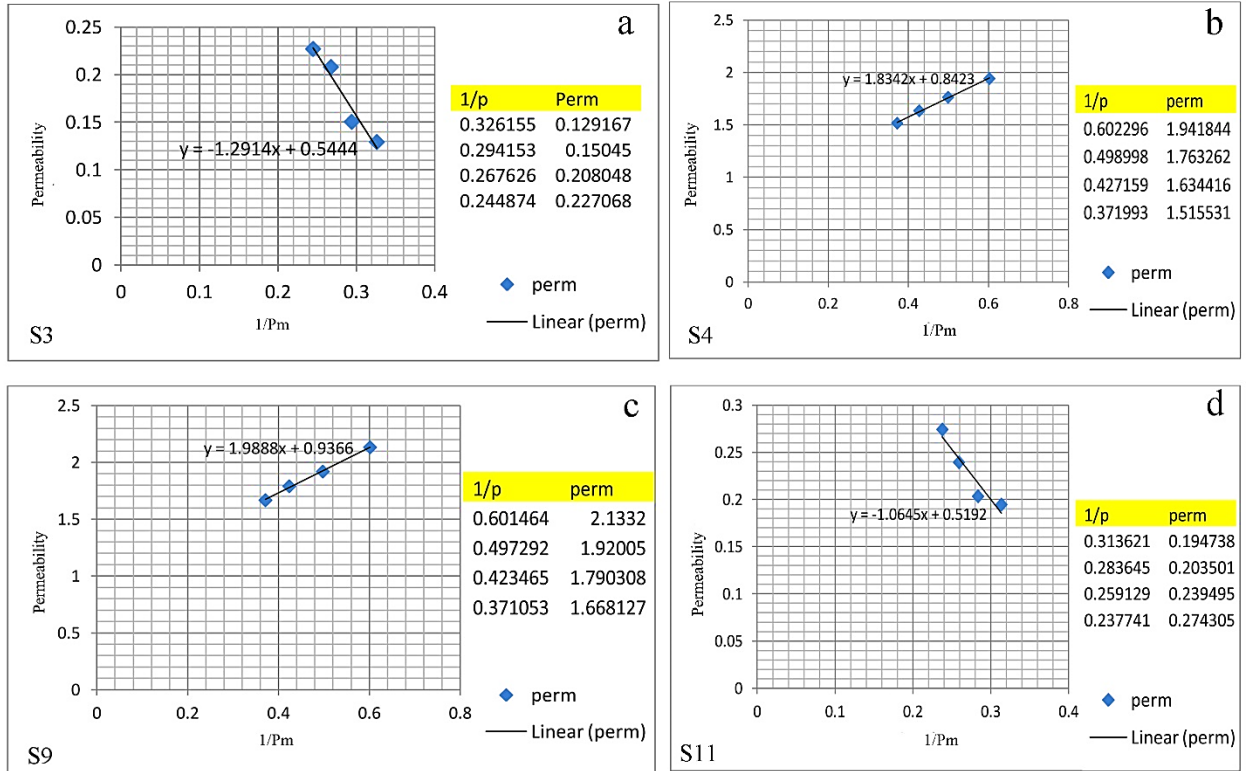 a
0.25
0.2
0.15
0.1
0.05
0
0 0.1 0.2 0.3 0.4
Permeability
1/Pm
y = -1.2914x + 0.5444
1/p Perm
0.326155 0.129167
0.294153 0.15045
0.267626 0.208048
0.244874 0.227068
perm
Linear (perm)
S3
b
2.5
2
1.5
1
0.5
0
0 0.2 0.4 0.6 0.8
Permeability
1/Pm
y = 1.8342x + 0.8423
1/p perm
0.602296 1.941844
0.498998 1.763262
0.427159 1.634416
0.371993 1.515531
perm
Linear (perm)
S4
c
2.5
2
1.5
1
0.5
0
0 0.2 0.4 0.6 0.8
Permeability
1/Pm
y = 1.9888x + 0.9366
1/p perm
0.601464 2.1332
0.497292 1.92005
0.423465 1.790308
0.371053 1.668127
perm
Linear (perm)
S9
d
0.3
0.25
0.2
0.15
0.1
0.05
0
0 0.1 0.2 0.3 0.4
Permeability
1/Pm
y = -1.0645x + 0.5192
1/p perm
0.313621 0.194738
0.283645 0.203501
0.259129 0.239495
0.237741 0.274305
perm
Linear (perm)
S11